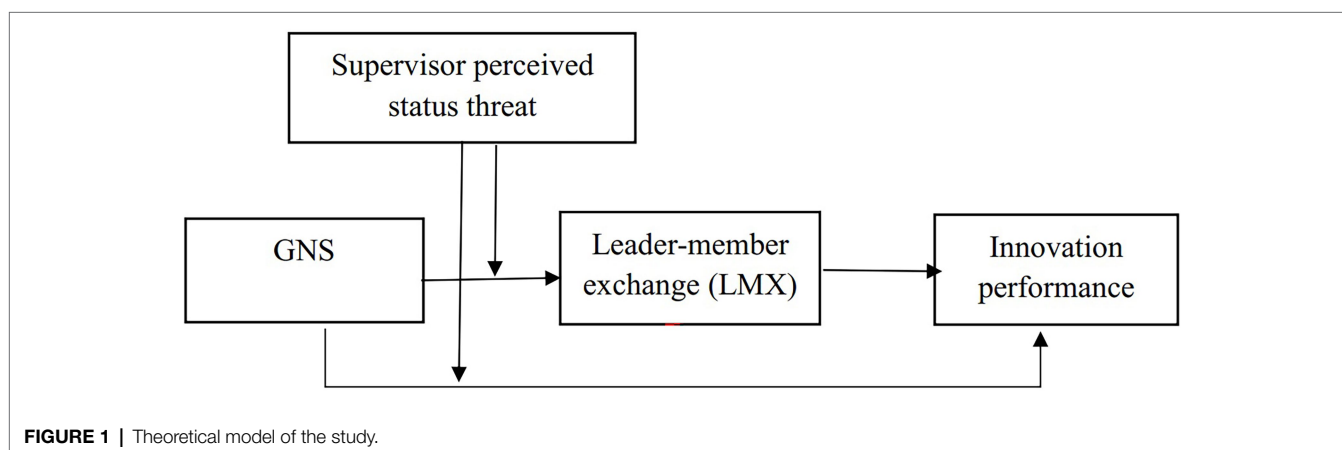 Supervisor perceived
status threat
GNS
Leader-member
exchange (LMX)
Innovation
performance
FIGURE 1 | Theoretical model of the study.